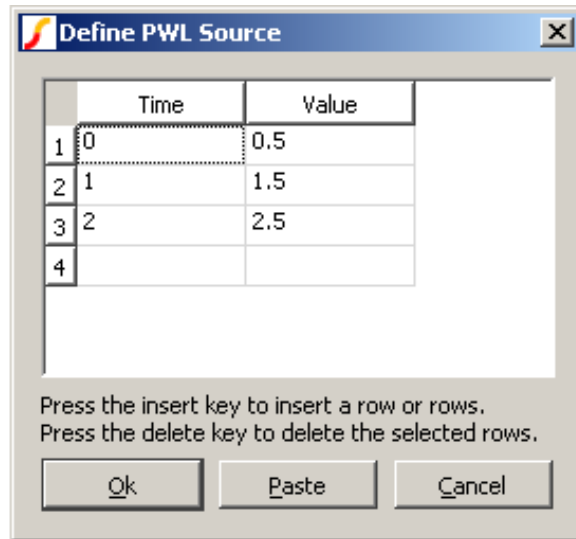 Define PWL Source
Time Value
1 0 0.5
2 1 1.5
3 2 2.5
4
Press the insert key to insert a row or rows.
Press the delete key to delete the selected rows.
Ok Paste Cancel